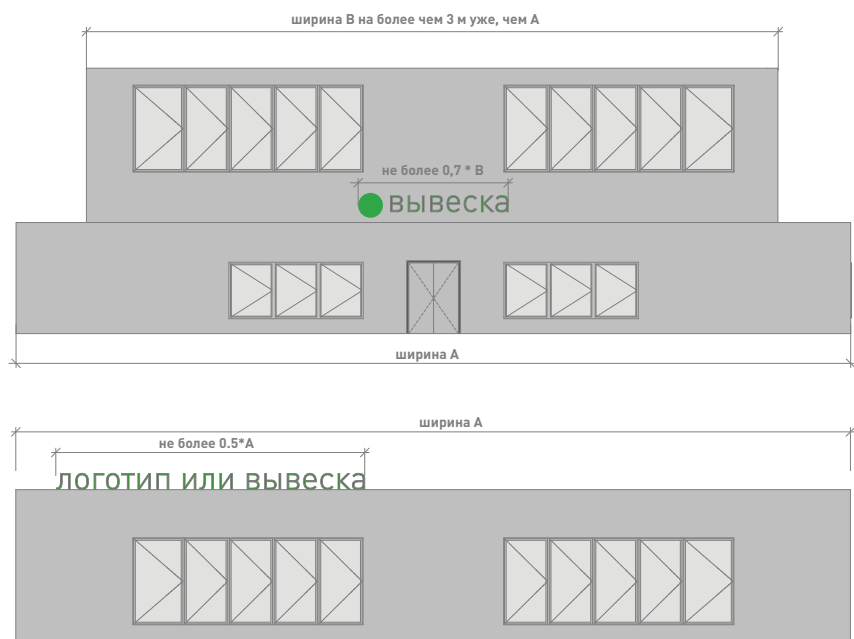 ширина В на более чем 3 м уже, чем А
не более 0,7 * В
вывеска
ширина А
ширина А
не более 0.5*А
логотип или вывеска